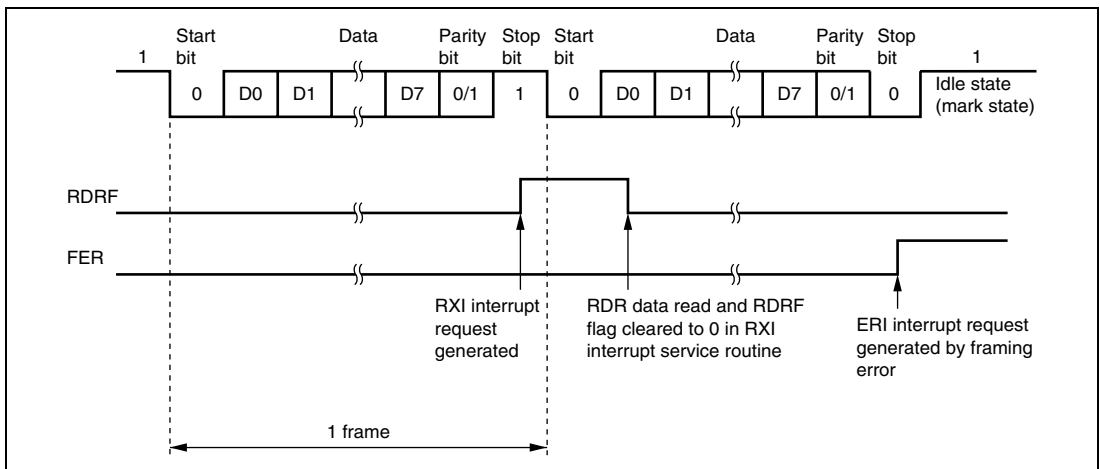 Start bit
Data
Parity bit
Stop bit
Start bit
Data
Parity bit
Stop bit
1
1
0
D0
D1
D7
0/1
1
0
D0
D1
D7
0/1
0
Idle state
(mark state)
RDRF
FER
RXI interrupt
request
generated
RDR data read and RDRF
flag cleared to 0 in RXI
interrupt service routine
ERI interrupt request
generated by framing
error
1 frame